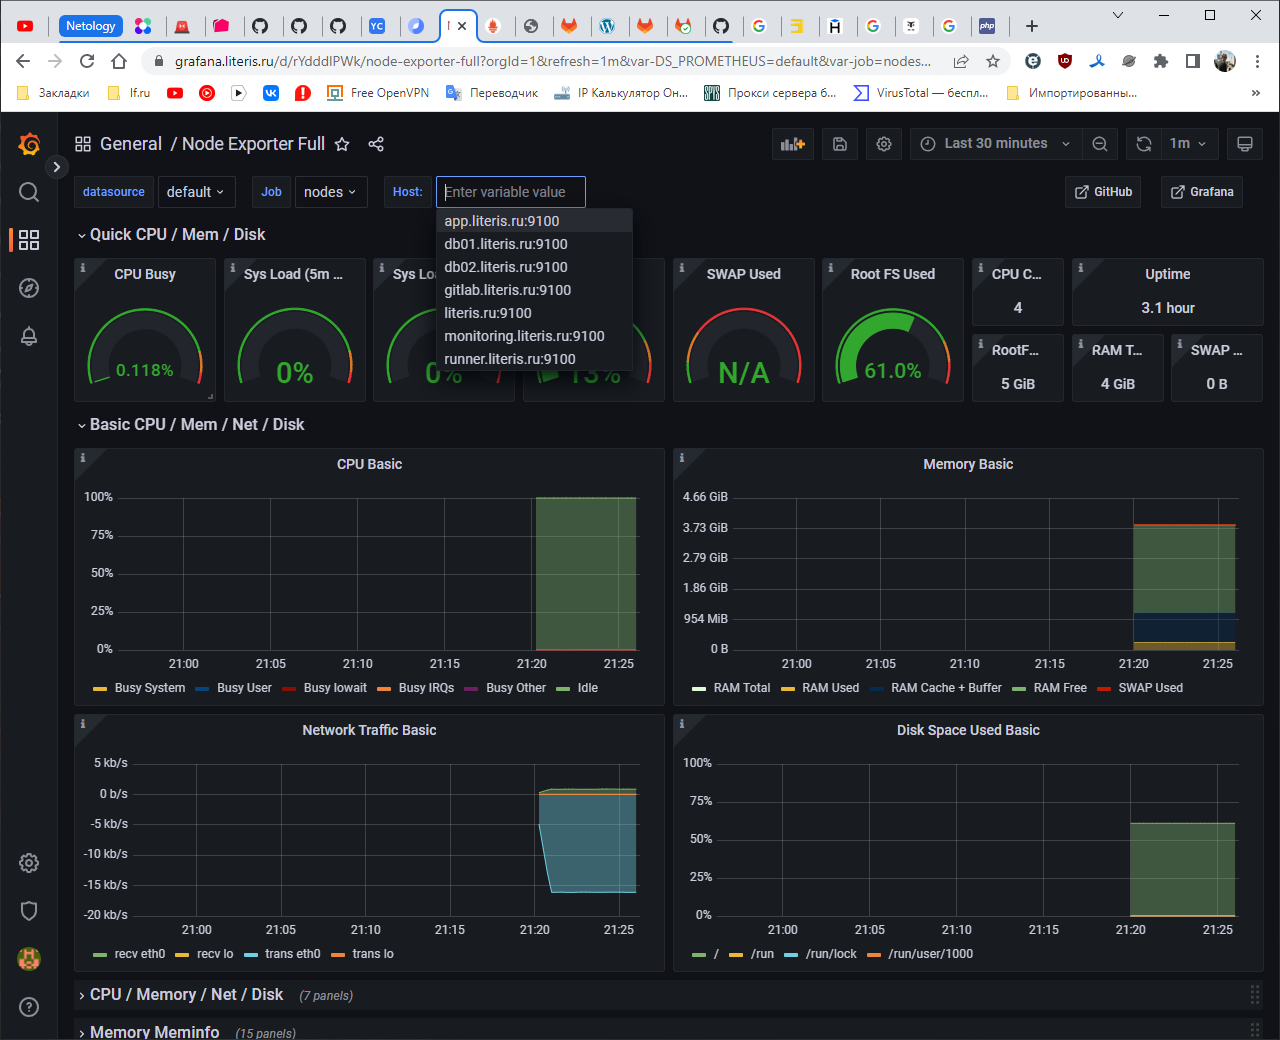 Netology
grafana.literis.ru/d/rYdddlPWk/node-exporter-full?orgId=1&refresh=1m&var-DS_PROMETHEUS=default&var-job=nodes...
Закладки lf.ru Free OpenVPN Переводчик IP Калькулятор Он... Прокси сервера б... VirusTotal — беспл... Импортированны... »
General / Node Exporter Full Last 30 minutes 1m
datasource default Job nodes Host: Enter variable value GitHub Grafana
app.literis.ru:9100
db01.literis.ru:9100
db02.literis.ru:9100
gitlab.literis.ru:9100
literis.ru:9100
monitoring.literis.ru:9100
runner.literis.ru:9100
Quick CPU / Mem / Disk
CPU Busy Sys Load (5m ... Sys Lo SWAP Used Root FS Used CPU C... Uptime
4 3.1 hour
RootF... RAM T... SWAP ...
0.118% 0% 0% 13% N/A 61.0% 5 GiB 4 GiB 0 B
Basic CPU / Mem / Net / Disk
CPU Basic
100%
75%
50%
25%
0%
21:00 21:05 21:10 21:15 21:20 21:25
Busy System Busy User Busy Iowait Busy IRQs Busy Other Idle
Memory Basic
4.66 GiB
3.73 GiB
2.79 GiB
1.86 GiB
954 MiB
0 B
21:00 21:05 21:10 21:15 21:20 21:25
RAM Total RAM Used RAM Cache + Buffer RAM Free SWAP Used
Network Traffic Basic
5 kb/s
0 b/s
-5 kb/s
-10 kb/s
-15 kb/s
-20 kb/s
21:00 21:05 21:10 21:15 21:20 21:25
recv eth0 recv lo trans eth0 trans lo
Disk Space Used Basic
100%
75%
50%
25%
0%
21:00 21:05 21:10 21:15 21:20 21:25
/ /run /run/lock /run/user/1000
CPU / Memory / Net / Disk (7 panels)
Memory Meminfo (15 panels)